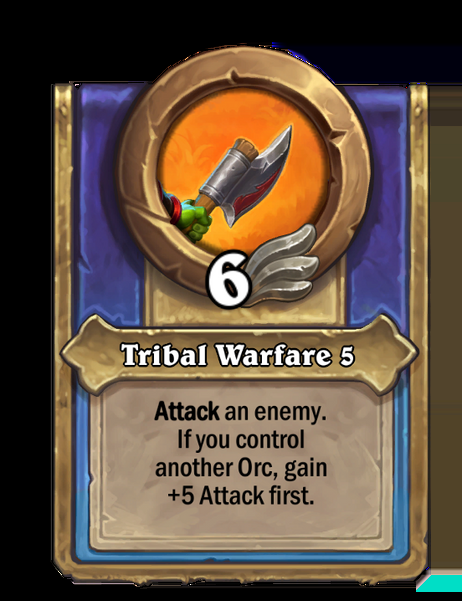 6
Tribal Warfare 5
Attack an enemy.
If you control
another Orc, gain
+5 Attack first.